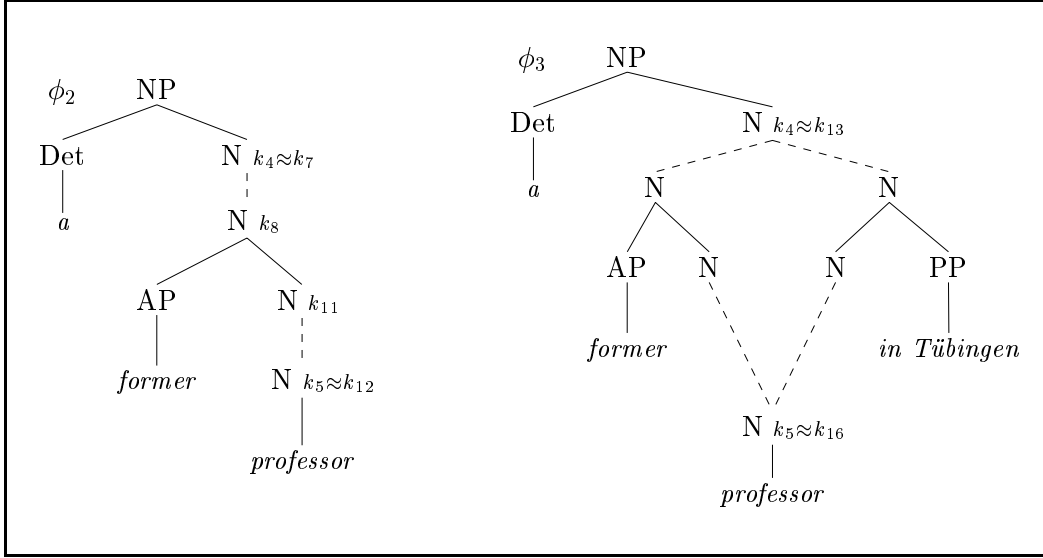 ϕ₂ NP
Det N k₄≈k₇
a N k₈
AP N k₁₁
former N k₅≈k₁₂
professor
ϕ₃ NP
Det N k₄≈k₁₃
a N N
AP N N PP
former in Tübingen
N k₅≈k₁₆
professor